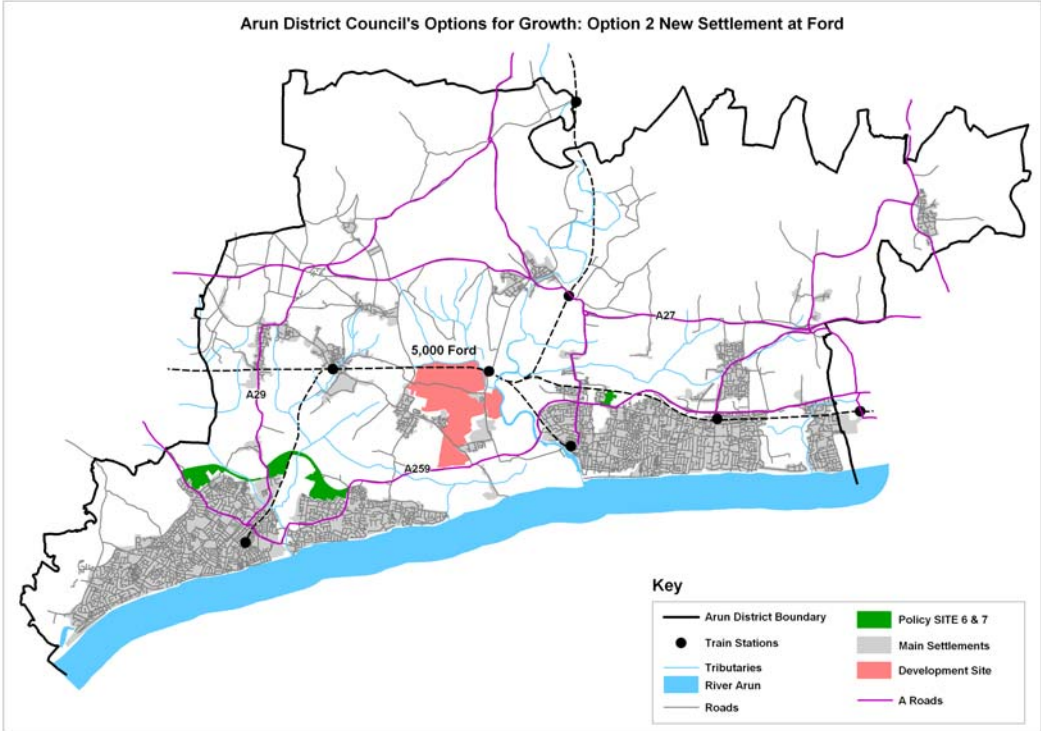 Arun District Council's Options for Growth: Option 2 New Settlement at Ford
A27
5,000 Ford
A29
A259
Key
Arun District Boundary
Train Stations
Tributaries
River Arun
Roads
Policy SITE 6 & 7
Main Settlements
Development Site
A Roads